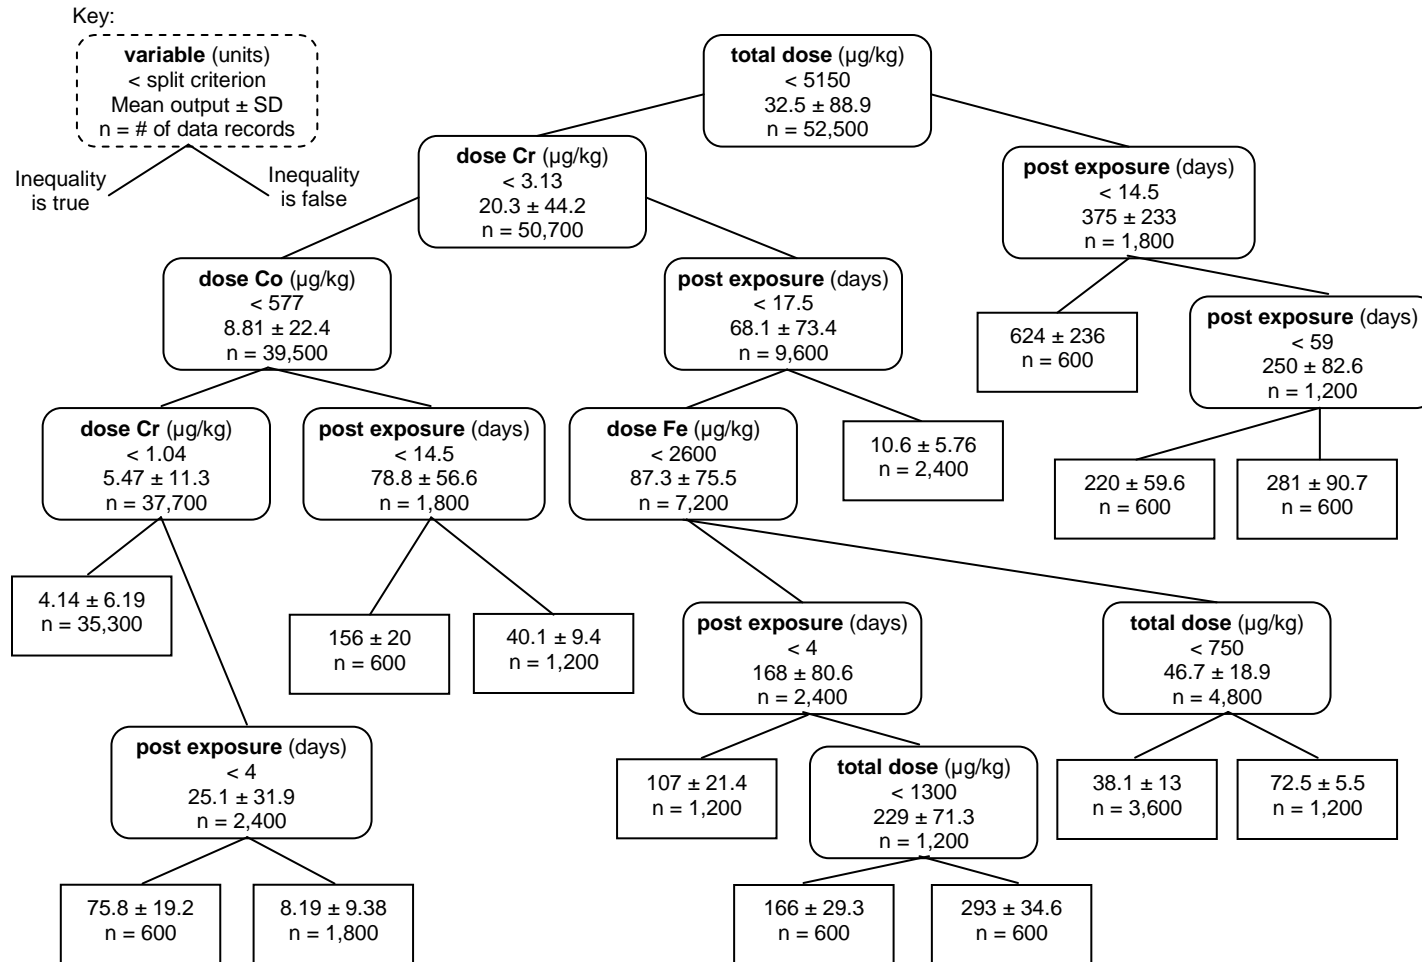 Key:
variable (units)
< split criterion
Mean output ± SD
n = # of data records
Inequality
is true
Inequality
is false
total dose (µg/kg)
< 5150
32.5 ± 88.9
n = 52,500
dose Cr (µg/kg)
< 3.13
20.3 ± 44.2
n = 50,700
post exposure (days)
< 14.5
375 ± 233
n = 1,800
dose Co (µg/kg)
< 577
8.81 ± 22.4
n = 39,500
post exposure (days)
< 17.5
68.1 ± 73.4
n = 9,600
624 ± 236
n = 600
post exposure (days)
< 59
250 ± 82.6
n = 1,200
dose Cr (µg/kg)
< 1.04
5.47 ± 11.3
n = 37,700
post exposure (days)
< 14.5
78.8 ± 56.6
n = 1,800
dose Fe (µg/kg)
< 2600
87.3 ± 75.5
n = 7,200
10.6 ± 5.76
n = 2,400
220 ± 59.6
n = 600
281 ± 90.7
n = 600
4.14 ± 6.19
n = 35,300
156 ± 20
n = 600
40.1 ± 9.4
n = 1,200
post exposure (days)
< 4
168 ± 80.6
n = 2,400
total dose (µg/kg)
< 750
46.7 ± 18.9
n = 4,800
post exposure (days)
< 4
25.1 ± 31.9
n = 2,400
107 ± 21.4
n = 1,200
total dose (µg/kg)
< 1300
229 ± 71.3
n = 1,200
38.1 ± 13
n = 3,600
72.5 ± 5.5
n = 1,200
75.8 ± 19.2
n = 600
8.19 ± 9.38
n = 1,800
166 ± 29.3
n = 600
293 ± 34.6
n = 600